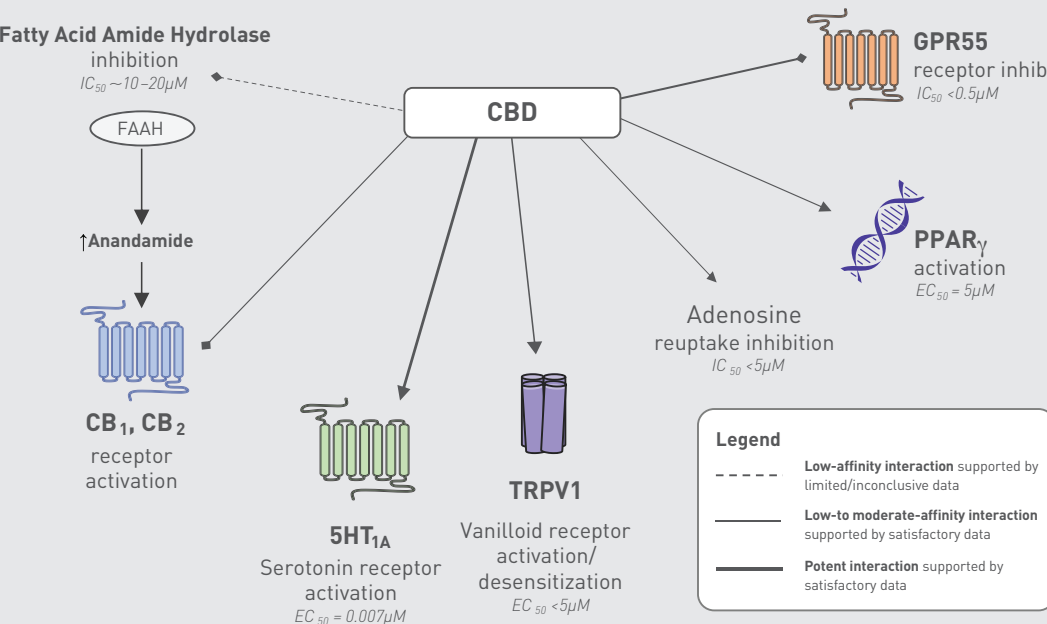 Fatty Acid Amide Hydrolase
inhibition
IC50 ~10–20µM
FAAH
↑Anandamide
CB1, CB2
receptor
activation
CBD
5HT1A
Serotonin receptor
activation
EC50 = 0.007µM
TRPV1
Vanilloid receptor
activation/
desensitization
EC50 <5µM
Adenosine
reuptake inhibition
IC50 <5µM
GPR55
receptor inhib
IC50 <0.5µM
PPARγ
activation
EC50 = 5µM
Legend
Low-affinity interaction supported by
limited/inconclusive data
Low-to moderate-affinity interaction
supported by satisfactory data
Potent interaction supported by
satisfactory data